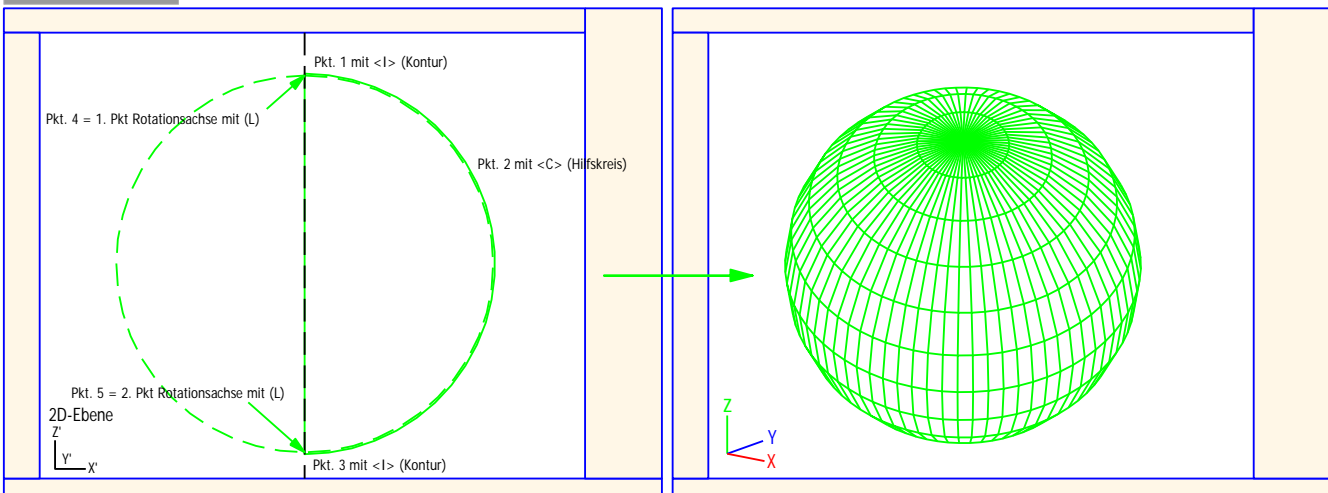 Pkt. 1 mit <I> (Kontur)
Pkt. 4 = 1. Pkt Rotationsachse mit (L)
Pkt. 2 mit <C> (Hilfskreis)
Pkt. 5 = 2. Pkt Rotationsachse mit (L)
2D-Ebene
Z'
Y'
X'
Pkt. 3 mit <I> (Kontur)
Z
Y
X